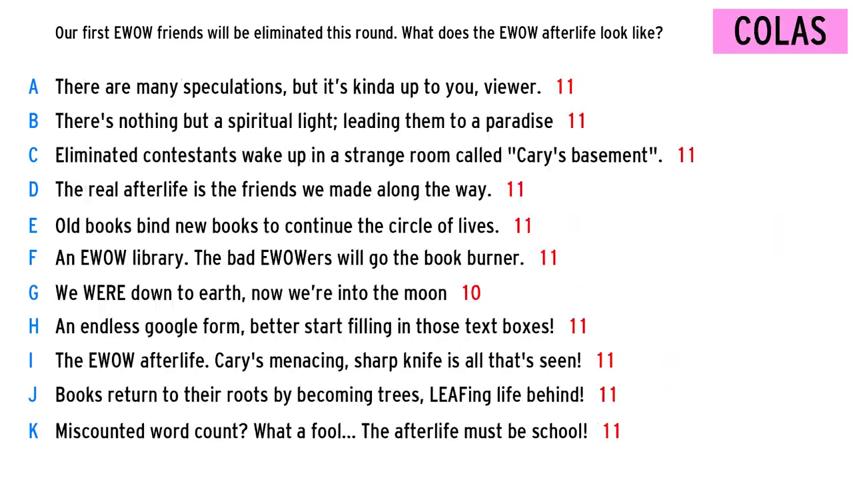 Our first EWOW friends will be eliminated this round. What does the EWOW afterlife look like?
COLAS
A There are many speculations, but it's kinda up to you, viewer. 11
B There's nothing but a spiritual light; leading them to a paradise 11
C Eliminated contestants wake up in a strange room called "Cary's basement". 11
D The real afterlife is the friends we made along the way. 11
E Old books bind new books to continue the circle of lives. 11
F An EWOW library. The bad EWOWers will go the book burner. 11
G We WERE down to earth, now we're into the moon 10
H An endless google form, better start filling in those text boxes! 11
I The EWOW afterlife. Cary's menacing, sharp knife is all that's seen! 11
J Books return to their roots by becoming trees, LEAFing life behind! 11
K Miscounted word count? What a fool... The afterlife must be school! 11